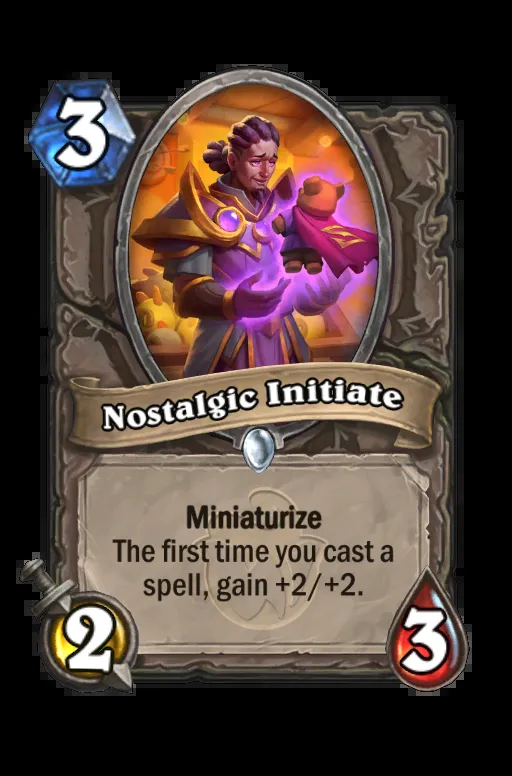 3
Nostalgic Initiate
Miniaturize
The first time you cast a
spell, gain +2/+2.
2
3